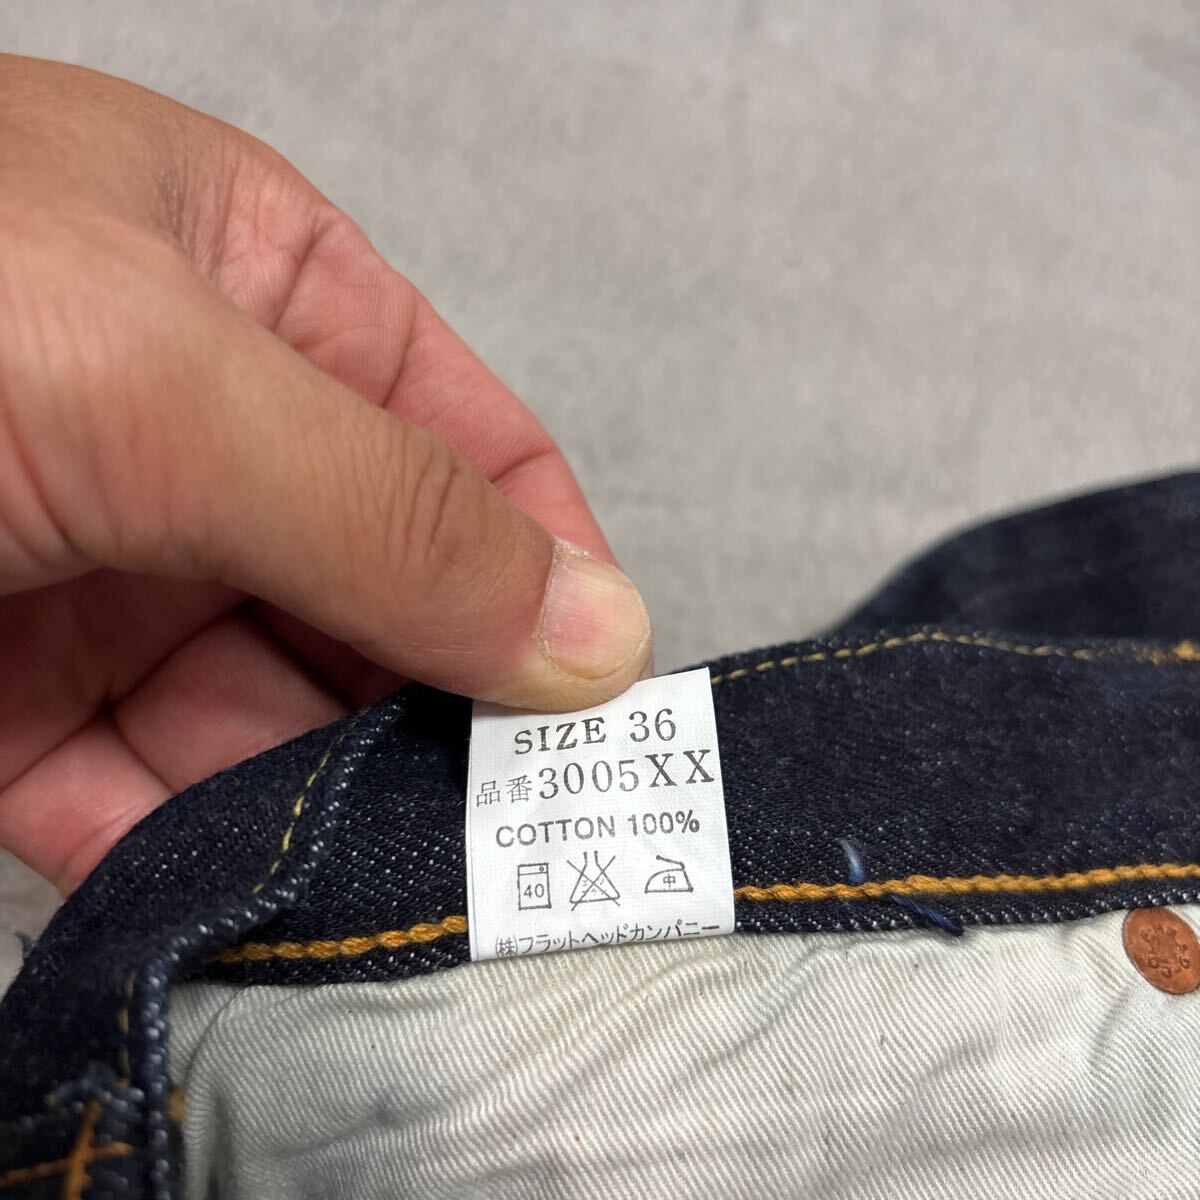 SIZE 36
品番3005XX
COTTON 100%
40 中
㈱フラットヘッドカンパニー